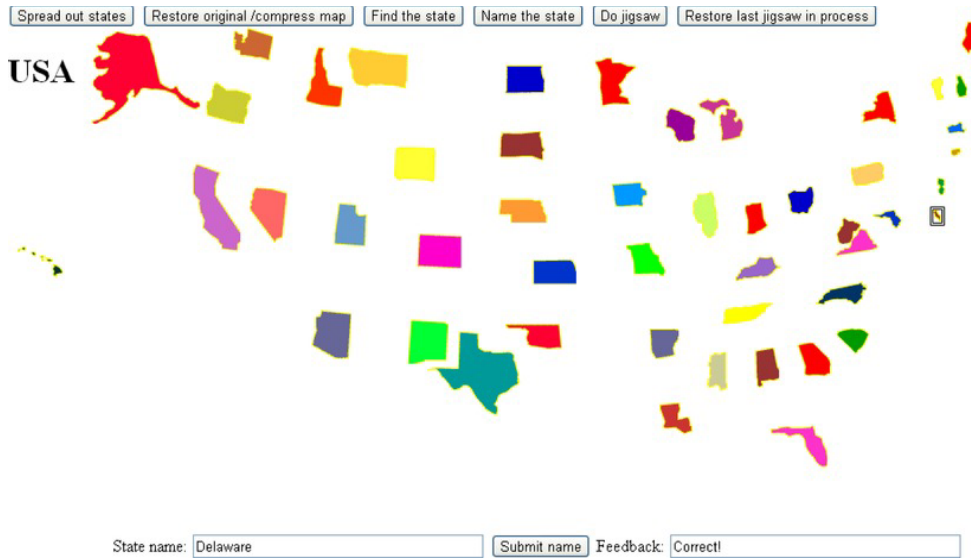 Spread out states Restore original /compress map Find the state Name the state Do jigsaw Restore last jigsaw in process
USA
State name: Delaware Submit name Feedback: Correct!